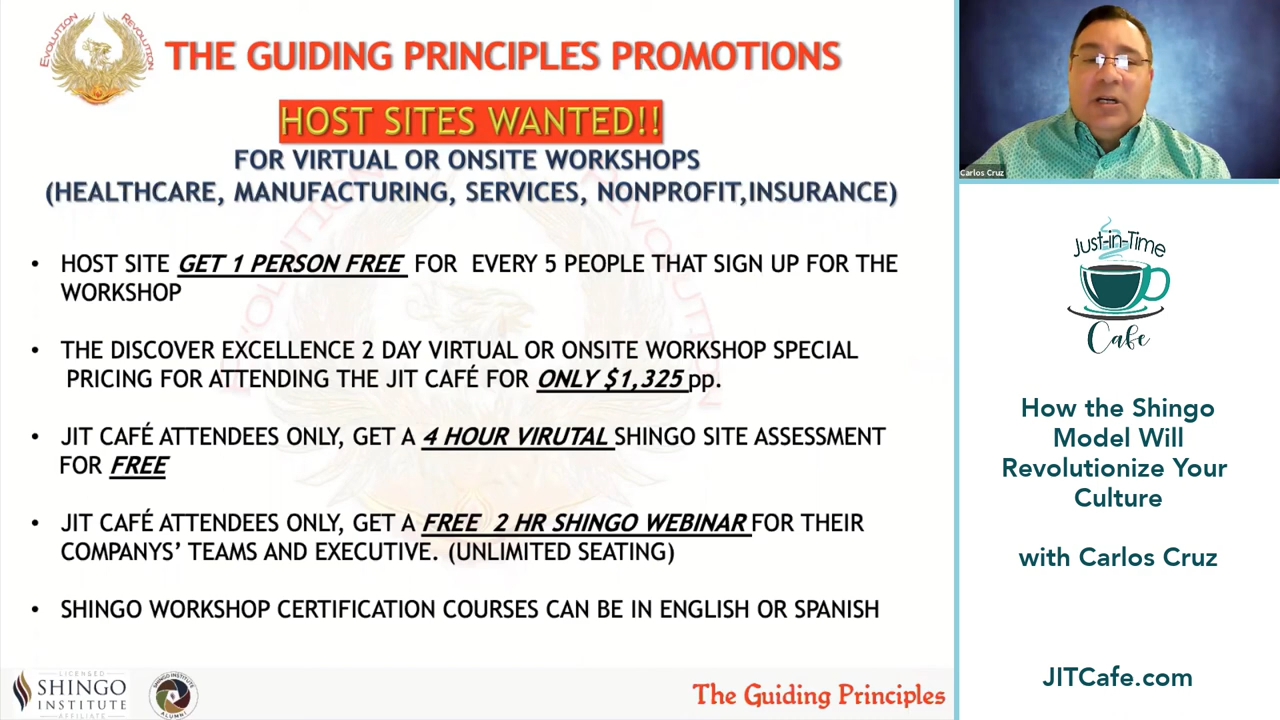 EVOLUTION REVOLUTION
THE GUIDING PRINCIPLES PROMOTIONS
HOST SITES WANTED!!
FOR VIRTUAL OR ONSITE WORKSHOPS
(HEALTHCARE, MANUFACTURING, SERVICES, NONPROFIT,INSURANCE)
• HOST SITE GET 1 PERSON FREE FOR EVERY 5 PEOPLE THAT SIGN UP FOR THE
WORKSHOP
• THE DISCOVER EXCELLENCE 2 DAY VIRTUAL OR ONSITE WORKSHOP SPECIAL
PRICING FOR ATTENDING THE JIT CAFÉ FOR ONLY $1,325 pp.
• JIT CAFÉ ATTENDEES ONLY, GET A 4 HOUR VIRUTAL SHINGO SITE ASSESSMENT
FOR FREE
• JIT CAFÉ ATTENDEES ONLY, GET A FREE 2 HR SHINGO WEBINAR FOR THEIR
COMPANYS’ TEAMS AND EXECUTIVE. (UNLIMITED SEATING)
• SHINGO WORKSHOP CERTIFICATION COURSES CAN BE IN ENGLISH OR SPANISH
LICENSED
SHINGO
INSTITUTE
AFFILIATE
SHINGO INSTITUTE
ALUMNI
The Guiding Principles
Carlos Cruz
Just-in-Time
Cafe
How the Shingo
Model Will
Revolutionize Your
Culture
with Carlos Cruz
JITCafe.com